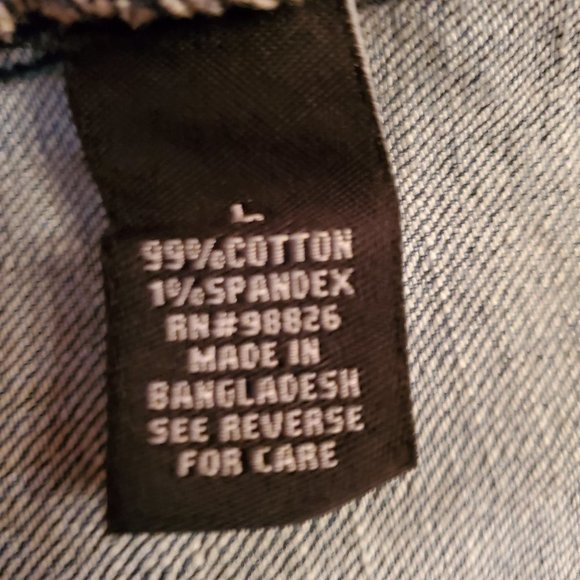 L
99%COTTON
1%SPANDEX
RN#98826
MADE IN
BANGLADESH
SEE REVERSE
FOR CARE